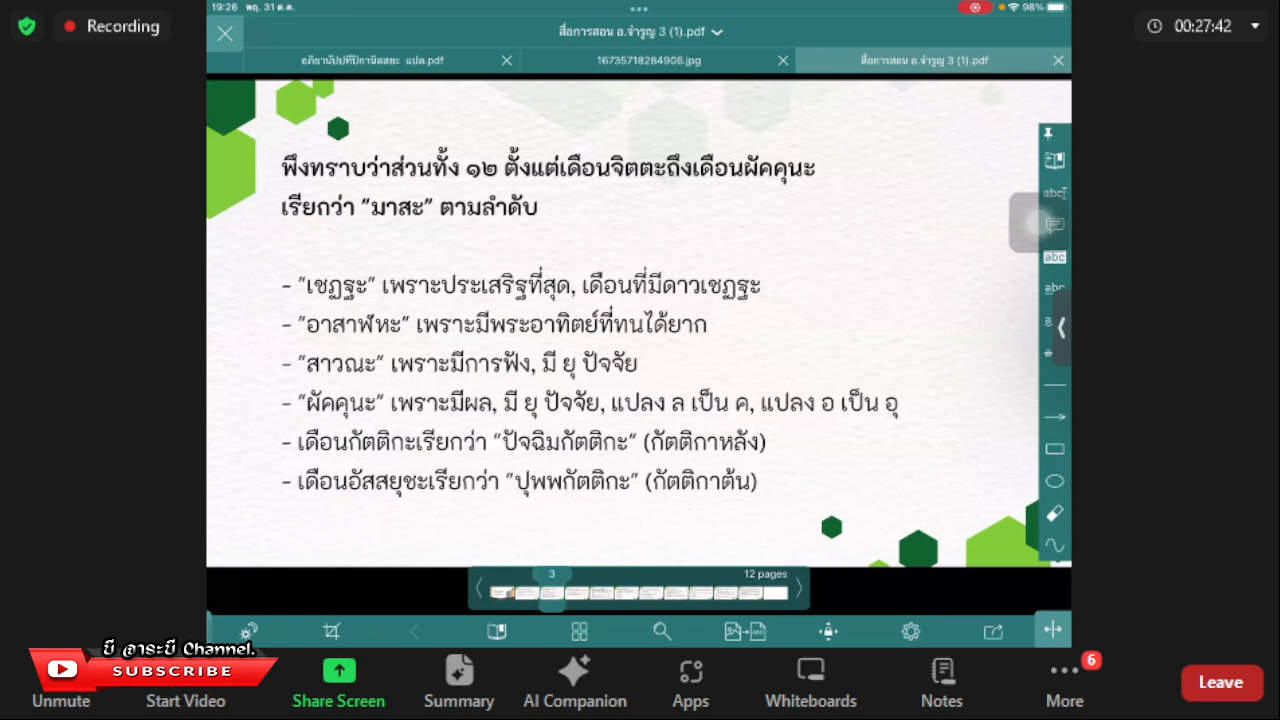 19:26 พฤ. 31 ต.ค.
98%
Recording
00:27:42
สื่อการสอน อ.จำรูญ 3 (1).pdf
อภิธานัปปทีปิกานิสสยะ แปล.pdf
16735718284906.jpg
สื่อการสอน อ.จำรูญ 3 (1).pdf
พึงทราบว่าส่วนทั้ง ๑๒ ตั้งแต่เดือนจิตตะถึงเดือนผัคคุนะ
เรียกว่า "มาสะ" ตามลำดับ
- "เชฏฐะ" เพราะประเสริฐที่สุด, เดือนที่มีดาวเชฏฐะ
- "อาสาฬหะ" เพราะมีพระอาทิตย์ที่ทนได้ยาก
- "สาวณะ" เพราะมีการฟัง, มี ยุ ปัจจัย
- "ผัคคุนะ" เพราะมีผล, มี ยุ ปัจจัย, แปลง ล เป็น ค, แปลง อ เป็น อุ
- เดือนกัตติกะเรียกว่า "ปัจฉิมกัตติกะ" (กัตติกาหลัง)
- เดือนอัสสยุชะเรียกว่า "ปุพพกัตติกะ" (กัตติกาต้น)
abc
abc
abc
3
12 pages
บี อาระบี Channel.
SUBSCRIBE
Unmute
Start Video
Share Screen
Summary
AI Companion
Apps
Whiteboards
Notes
6
More
Leave